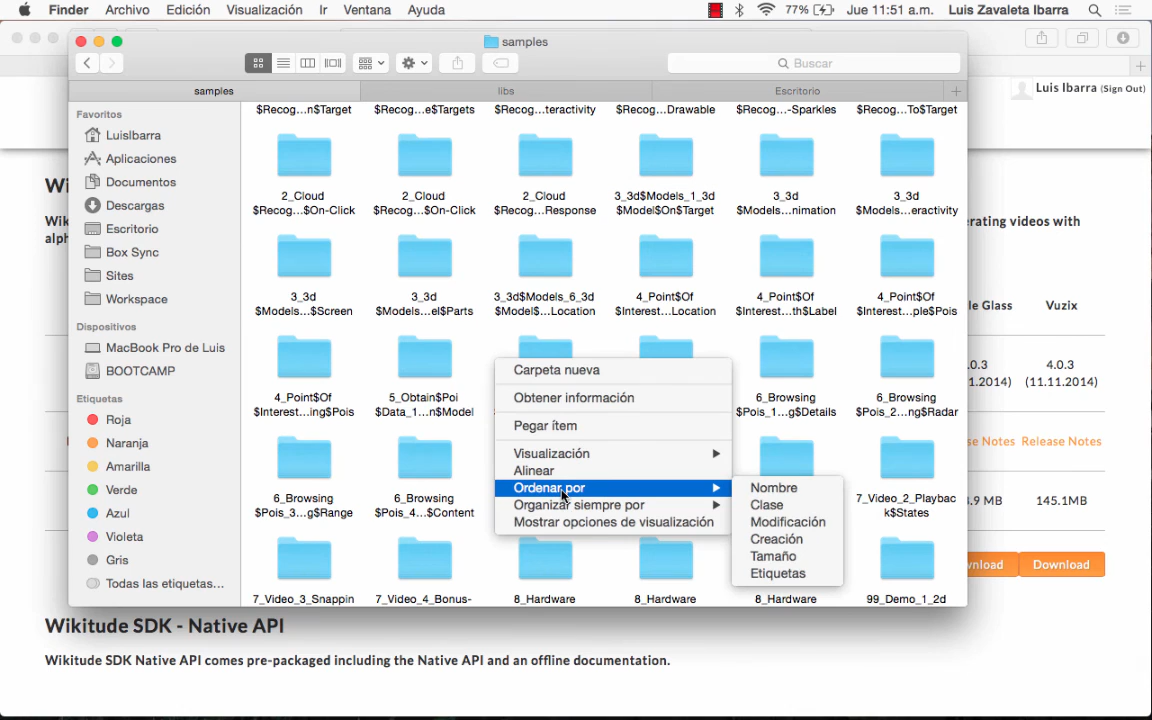 Finder Archivo Edición Visualización Ir Ventana Ayuda 77% Jue 11:51 a.m. Luis Zavaleta Ibarra
samples
Buscar
samples libs Escritorio
Luis Ibarra (Sign Out)
Favoritos
LuisIbarra
Aplicaciones
Documentos
Descargas
Escritorio
Box Sync
Sites
Workspace
Dispositivos
MacBook Pro de Luis
BOOTCAMP
Etiquetas
Roja
Naranja
Amarilla
Verde
Azul
Violeta
Gris
Todas las etiquetas...
$Recog...n$Target $Recog...e$Targets $Recog...teractivity $Recog...Drawable $Recog...-Sparkles $Recog...To$Target
2_Cloud 2_Cloud 2_Cloud 3_3d$Models_1_3d 3_3d 3_3d
$Recog...$On-Click $Recog...$On-Click $Recog...Response $Model$On$Target $Models...nimation $Models...eractivity
3_3d 3_3d 3_3d$Models_6_3d 4_Point$Of 4_Point$Of 4_Point$Of
$Models...$Screen $Models...el$Parts $Model$...Location $Interest...Location $Interest...th$Label $Interest...ple$Pois
4_Point$Of 5_Obtain$Poi 6_Browsing 6_Browsing
$Interest...ing$Pois $Data_1...n$Model $Pois_1...g$Details $Pois_2...ng$Radar
6_Browsing 6_Browsing 7_Video_2_Playbac
$Pois_3...g$Range $Pois_4...$Content k$States
7_Video_3_Snappin 7_Video_4_Bonus- 8_Hardware 8_Hardware 8_Hardware 99_Demo_1_2d
Carpeta nueva
Obtener información
Pegar ítem
Visualización
Alinear
Ordenar por
Organizar siempre por
Mostrar opciones de visualización
Nombre
Clase
Modificación
Creación
Tamaño
Etiquetas
Wi
Wik
alph
rating videos with
le Glass Vuzix
.0.3 4.0.3
1.2014) (11.11.2014)
se Notes Release Notes
.9 MB 145.1MB
wnload Download
Wikitude SDK - Native API
Wikitude SDK Native API comes pre-packaged including the Native API and an offline documentation.